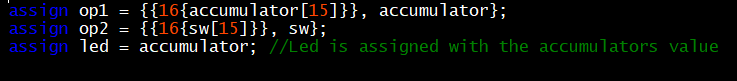 assign op1 = {{16{accumulator[15]}}, accumulator};
assign op2 = {{16{sw[15]}}, sw};
assign led = accumulator; //Led is assigned with the accumulators value